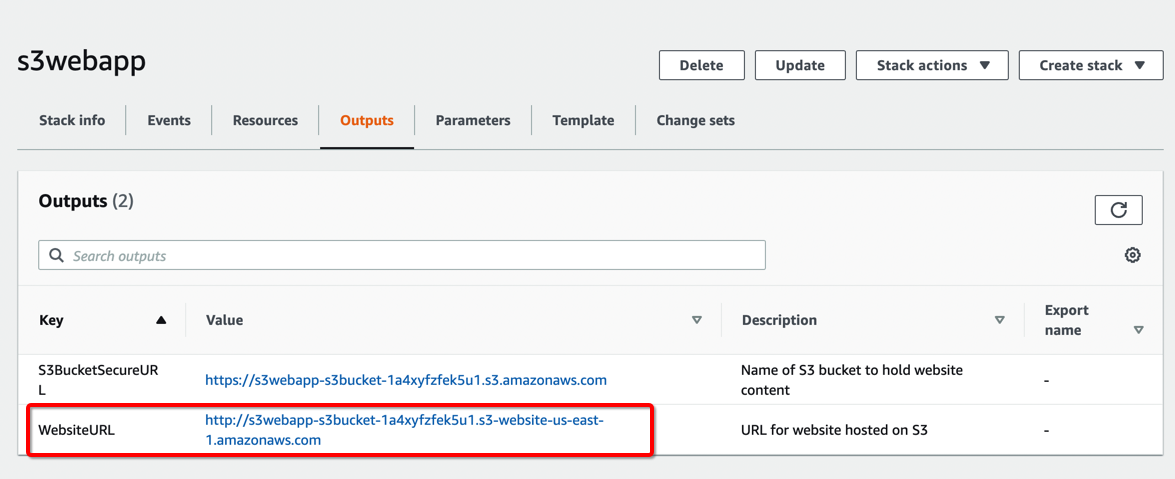 s3webapp
Delete Update Stack actions Create stack
Stack info Events Resources Outputs Parameters Template Change sets
Outputs (2)
Search outputs
Key Value Description Export name
S3BucketSecureURL https://s3webapp-s3bucket-1a4xyfzfek5u1.s3.amazonaws.com Name of S3 bucket to hold website content -
WebsiteURL http://s3webapp-s3bucket-1a4xyfzfek5u1.s3-website-us-east-1.amazonaws.com URL for website hosted on S3 -